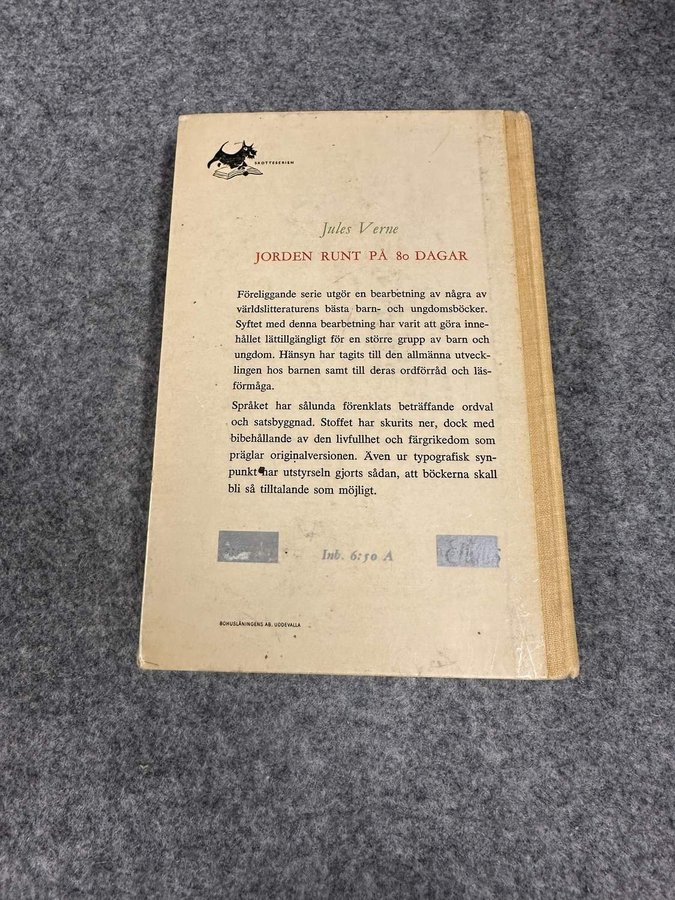 SKOTTESERIEN
Jules Verne
JORDEN RUNT PÅ 80 DAGAR
Föreliggande serie utgör en bearbetning av några av
världslitteraturens bästa barn- och ungdomsböcker.
Syftet med denna bearbetning har varit att göra inne-
hållet lättillgängligt för en större grupp av barn och
ungdom. Hänsyn har tagits till den allmänna utveck-
lingen hos barnen samt till deras ordförråd och läs-
förmåga.
Språket har sålunda förenklats beträffande ordval
och satsbyggnad. Stoffet har skurits ner, dock med
bibehållande av den livfullhet och färgrikedom som
präglar originalversionen. Även ur typografisk syn-
punkt har utstyrseln gjorts sådan, att böckerna skall
bli så tilltalande som möjligt.
Inb. 6:50 A
BOHUSLÄNINGENS AB, UDDEVALLA